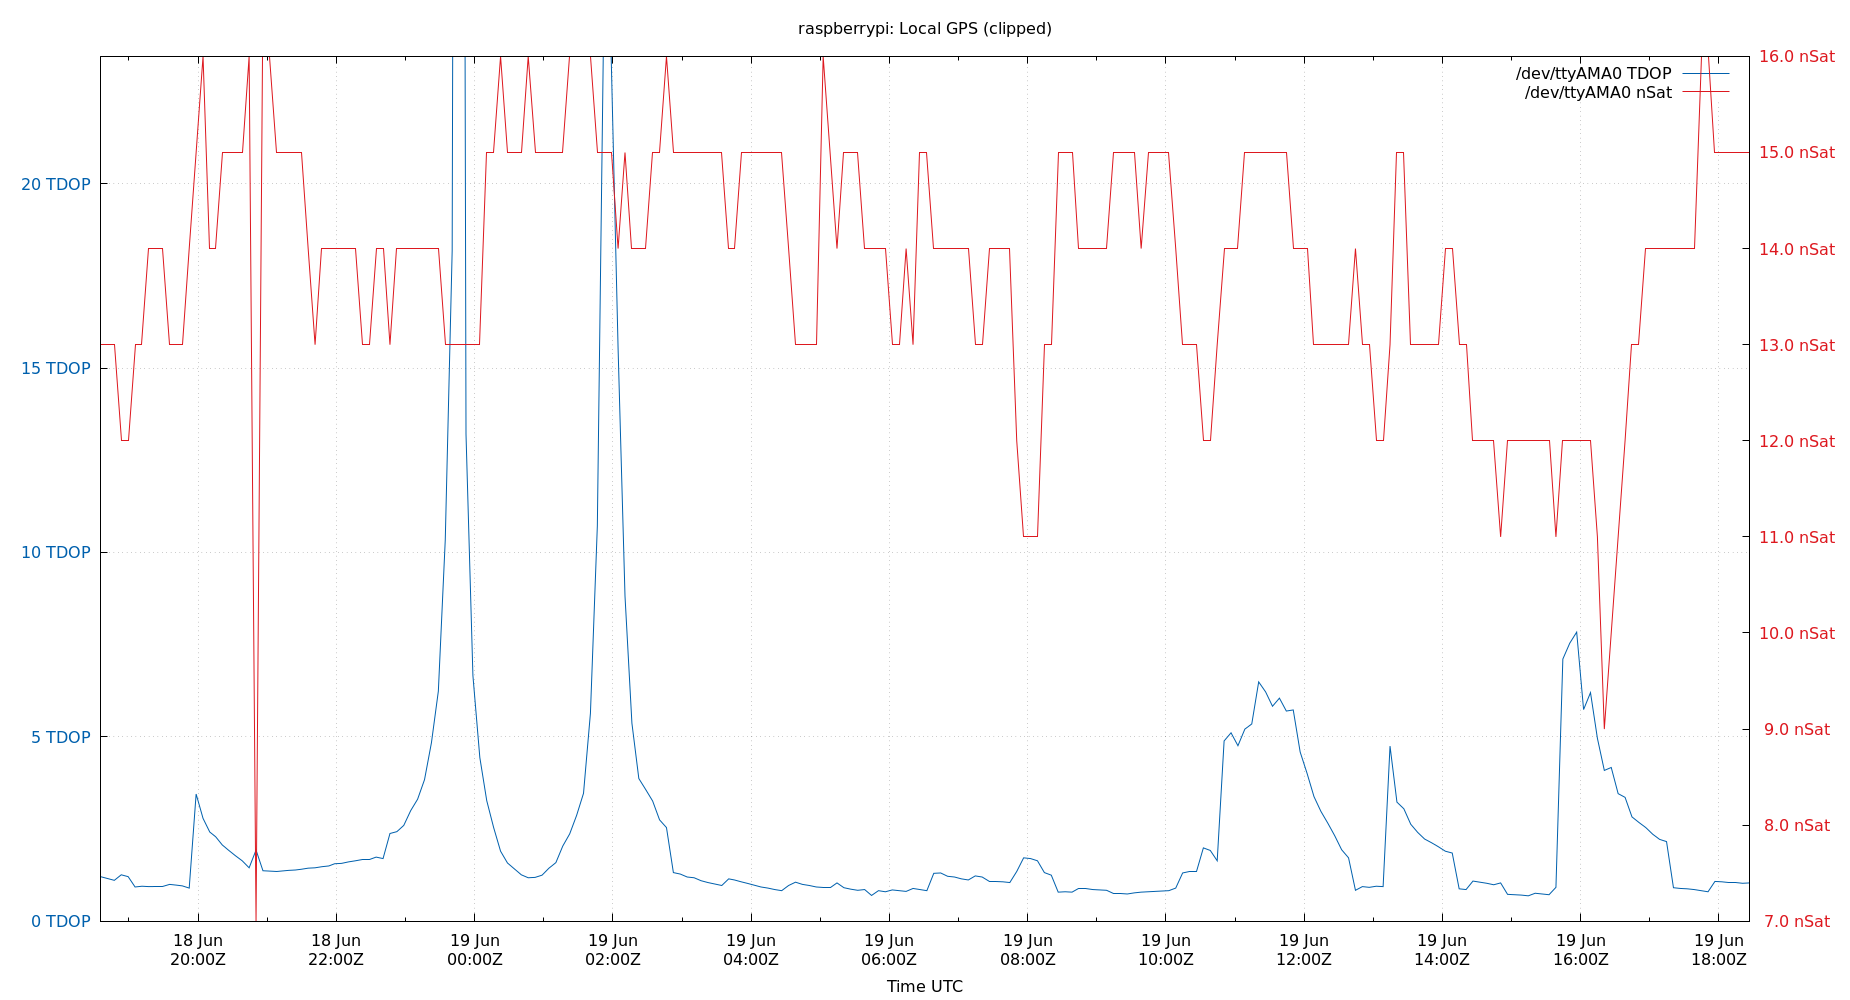 raspberrypi: Local GPS (clipped)
/dev/ttyAMA0 TDOP
/dev/ttyAMA0 nSat
20 TDOP
15 TDOP
10 TDOP
5 TDOP
0 TDOP
16.0 nSat
15.0 nSat
14.0 nSat
13.0 nSat
12.0 nSat
11.0 nSat
10.0 nSat
9.0 nSat
8.0 nSat
7.0 nSat
18 Jun 18 Jun 19 Jun 19 Jun 19 Jun 19 Jun 19 Jun 19 Jun 19 Jun 19 Jun 19 Jun 19 Jun
20:00Z 22:00Z 00:00Z 02:00Z 04:00Z 06:00Z 08:00Z 10:00Z 12:00Z 14:00Z 16:00Z 18:00Z
Time UTC